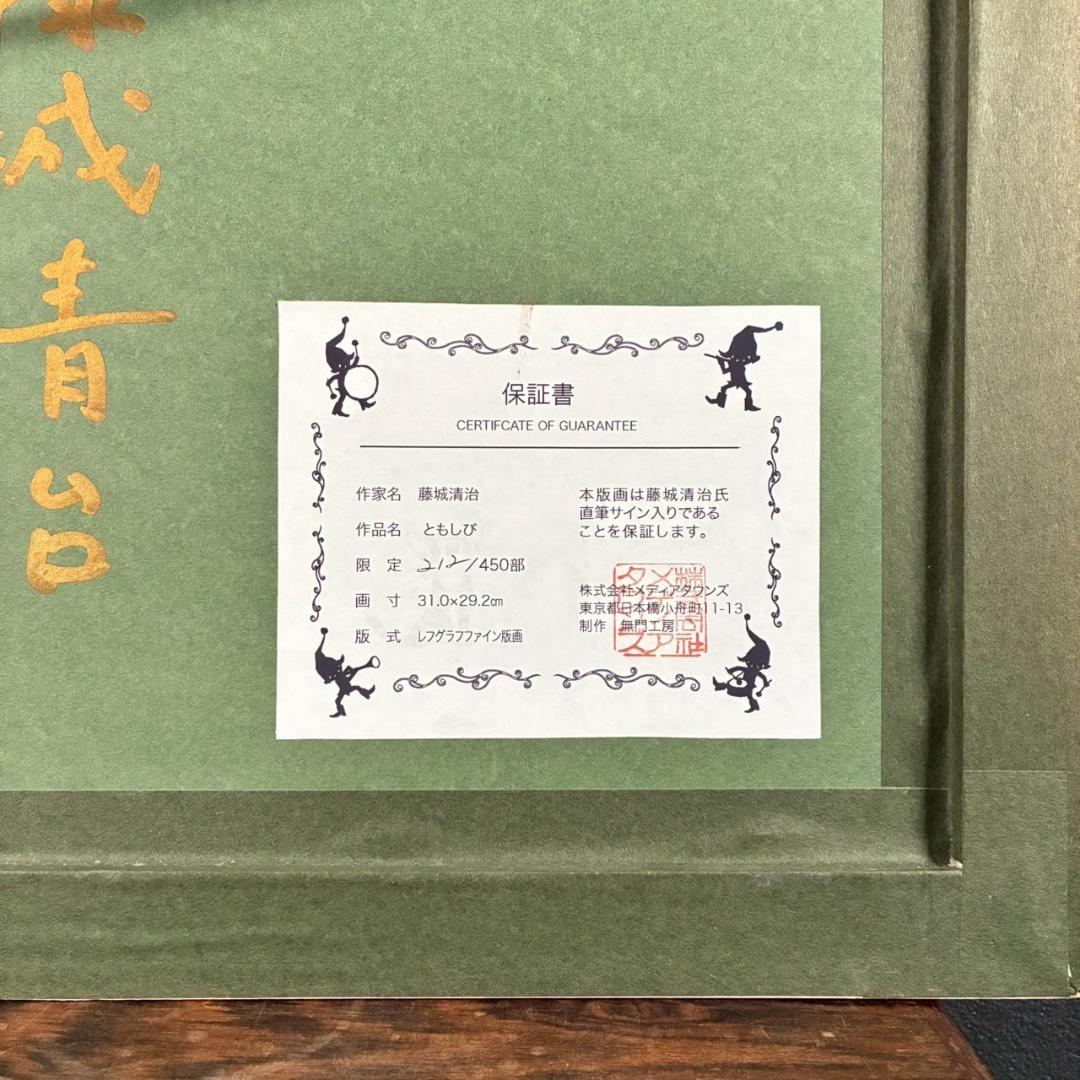 城
青
治
保証書
CERTIFCATE OF GUARANTEE
作家名 藤城清治
作品名 ともしび
限 定 212/450部
画 寸 31.0×29.2㎝
版 式 レフグラフファイン版画
本版画は藤城清治氏
直筆サイン入りである
ことを保証します。
株式会社メディアタウンズ
東京都日本橋小舟町11-13
制作 無門工房